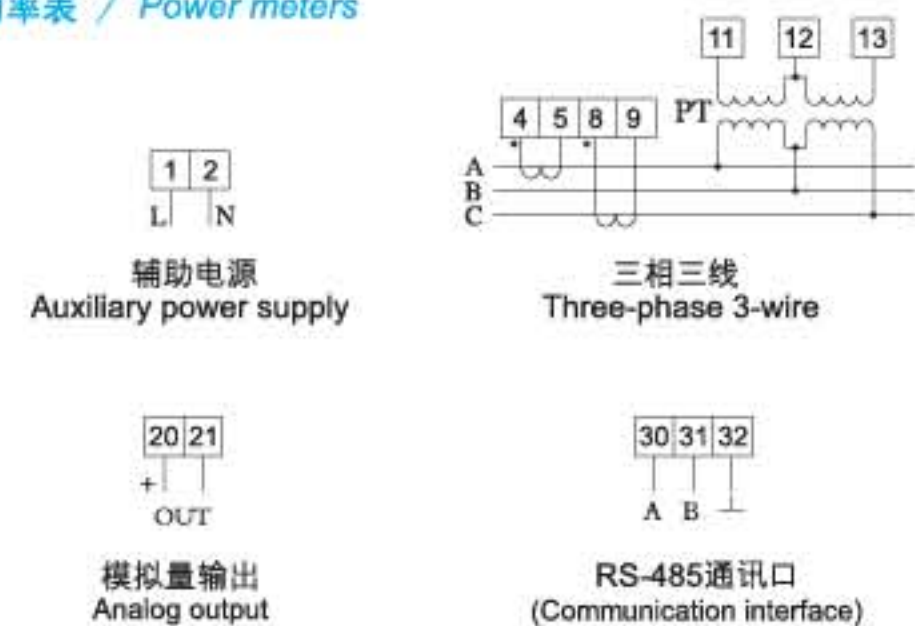 率表 / Power meters
11 12 13
4 5 8 9 PT
A
B
C
1 2
L N
辅助电源
Auxiliary power supply
三相三线
Three-phase 3-wire
20 21
+
OUT
模拟量输出
Analog output
30 31 32
A B
RS-485通讯口
(Communication interface)